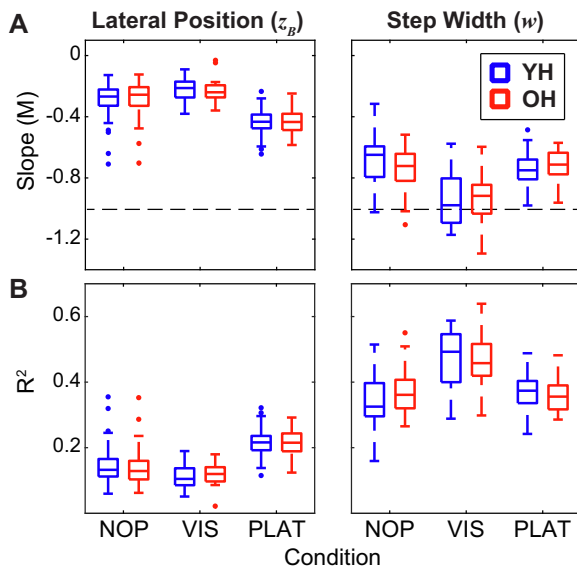 A Lateral Position (z_B) Step Width (w)
YH
OH
Slope (M)
0
-0.4
-0.8
-1.2
B
R²
0.6
0.4
0.2
NOP VIS PLAT NOP VIS PLAT
Condition